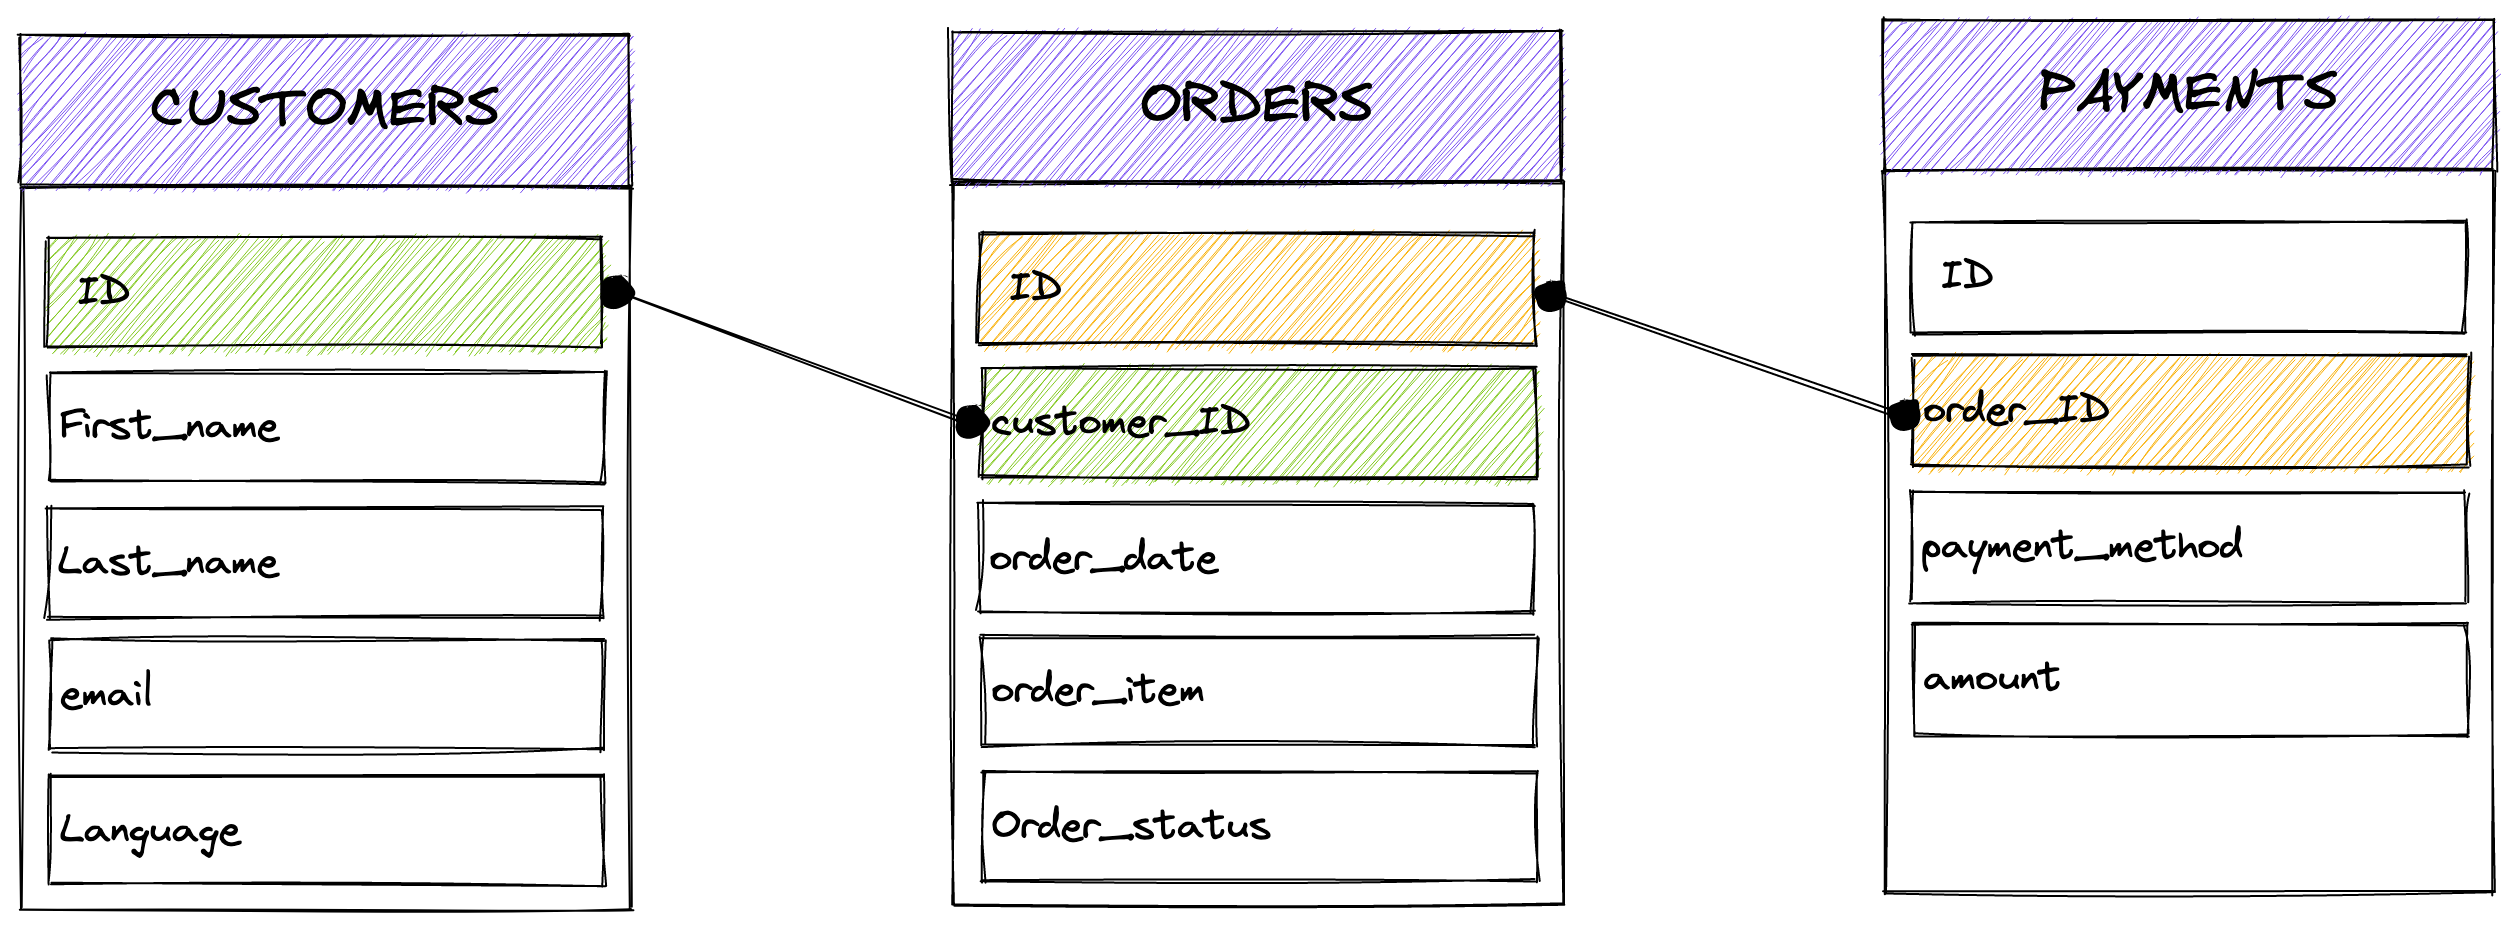 CUSTOMERS
ID
First_name
Last_name
email
Language
ORDERS
ID
customer_ID
order_date
order_item
Order_status
PAYMENTS
ID
order_ID
payment_method
amount